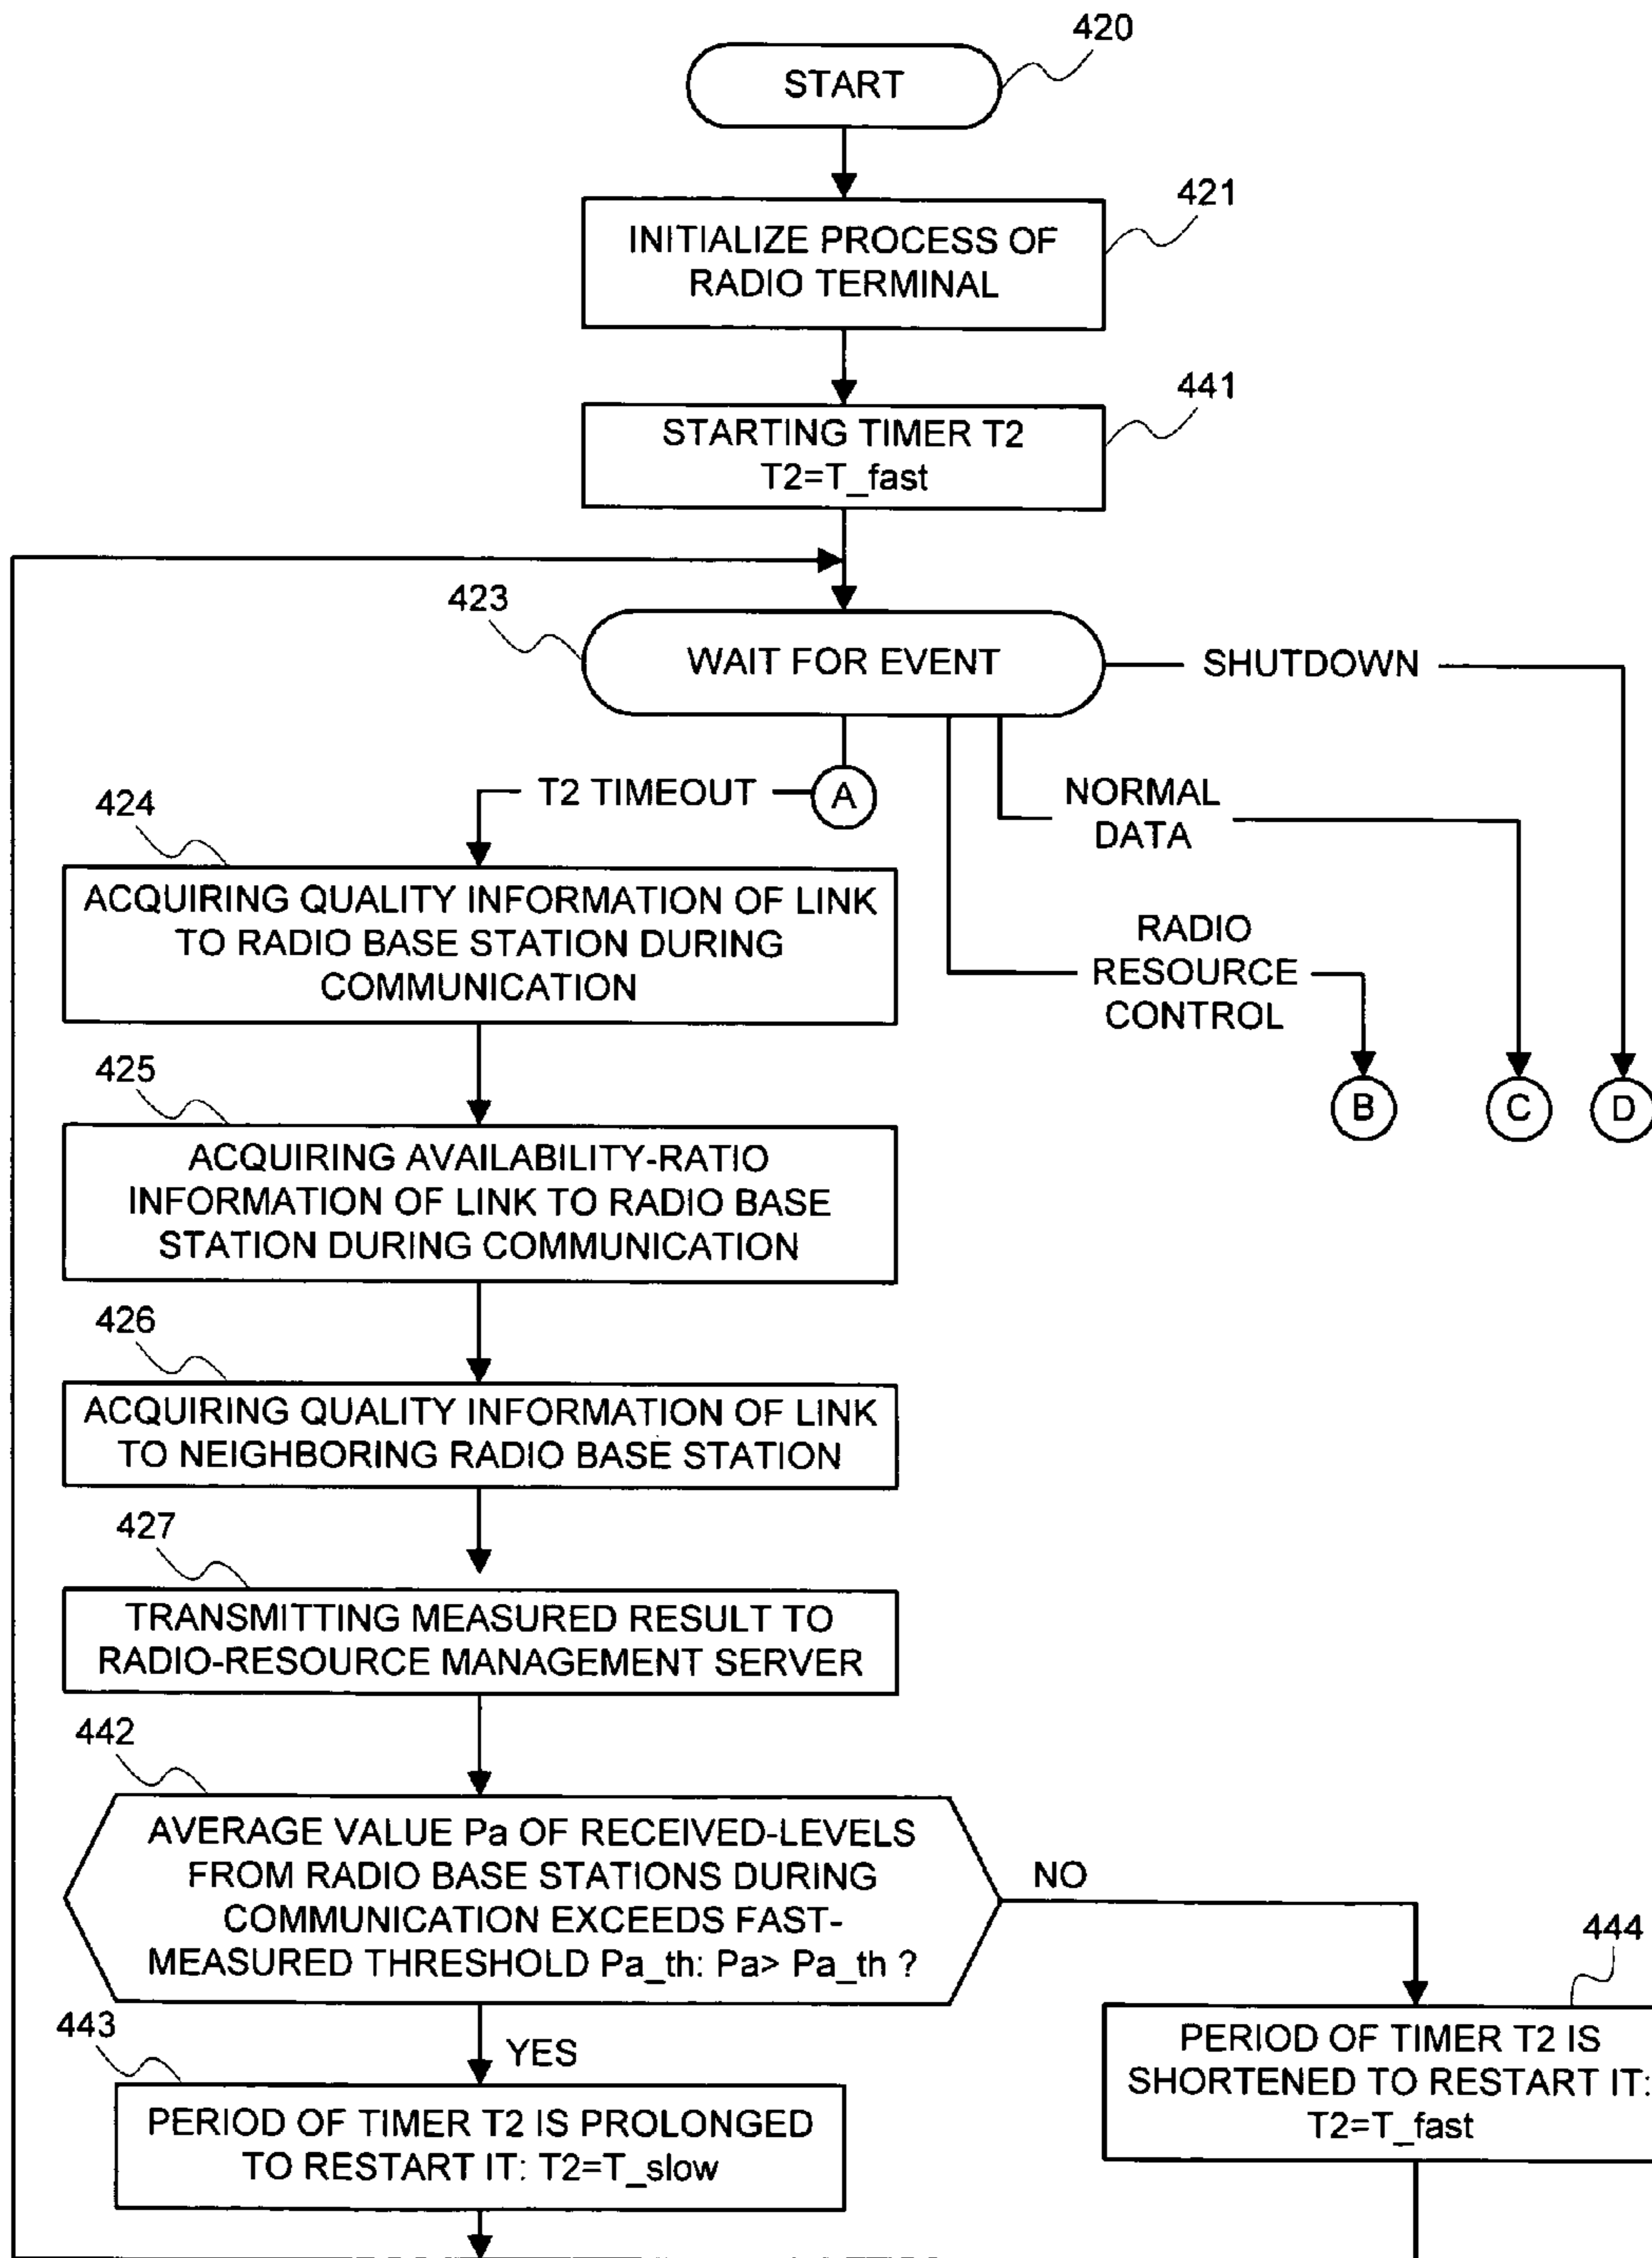 420
START
421
INITIALIZE PROCESS OF
RADIO TERMINAL
441
STARTING TIMER T2
T2=T_fast
423
WAIT FOR EVENT
SHUTDOWN
T2 TIMEOUT
A
NORMAL
DATA
424
ACQUIRING QUALITY INFORMATION OF LINK
TO RADIO BASE STATION DURING
COMMUNICATION
RADIO
RESOURCE
CONTROL
B
C
D
425
ACQUIRING AVAILABILITY-RATIO
INFORMATION OF LINK TO RADIO BASE
STATION DURING COMMUNICATION
426
ACQUIRING QUALITY INFORMATION OF LINK
TO NEIGHBORING RADIO BASE STATION
427
TRANSMITTING MEASURED RESULT TO
RADIO-RESOURCE MANAGEMENT SERVER
442
AVERAGE VALUE Pa OF RECEIVED-LEVELS
FROM RADIO BASE STATIONS DURING
COMMUNICATION EXCEEDS FAST-
MEASURED THRESHOLD Pa_th: Pa> Pa_th ?
NO
444
PERIOD OF TIMER T2 IS
SHORTENED TO RESTART IT:
T2=T_fast
443
YES
PERIOD OF TIMER T2 IS PROLONGED
TO RESTART IT: T2=T_slow